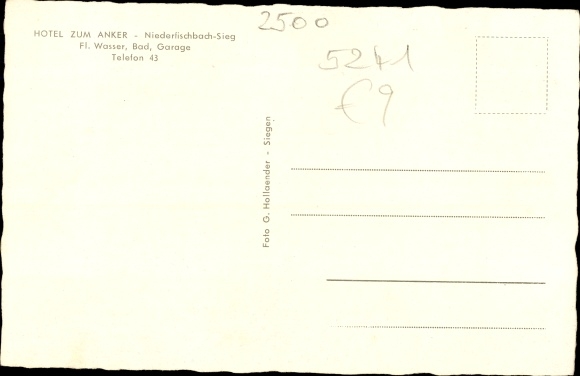 HOTEL ZUM ANKER - Niederfischbach-Sieg
Fl. Wasser, Bad, Garage
Telefon 43
2500
5241
€9
Foto G. Hollaender - Siegen